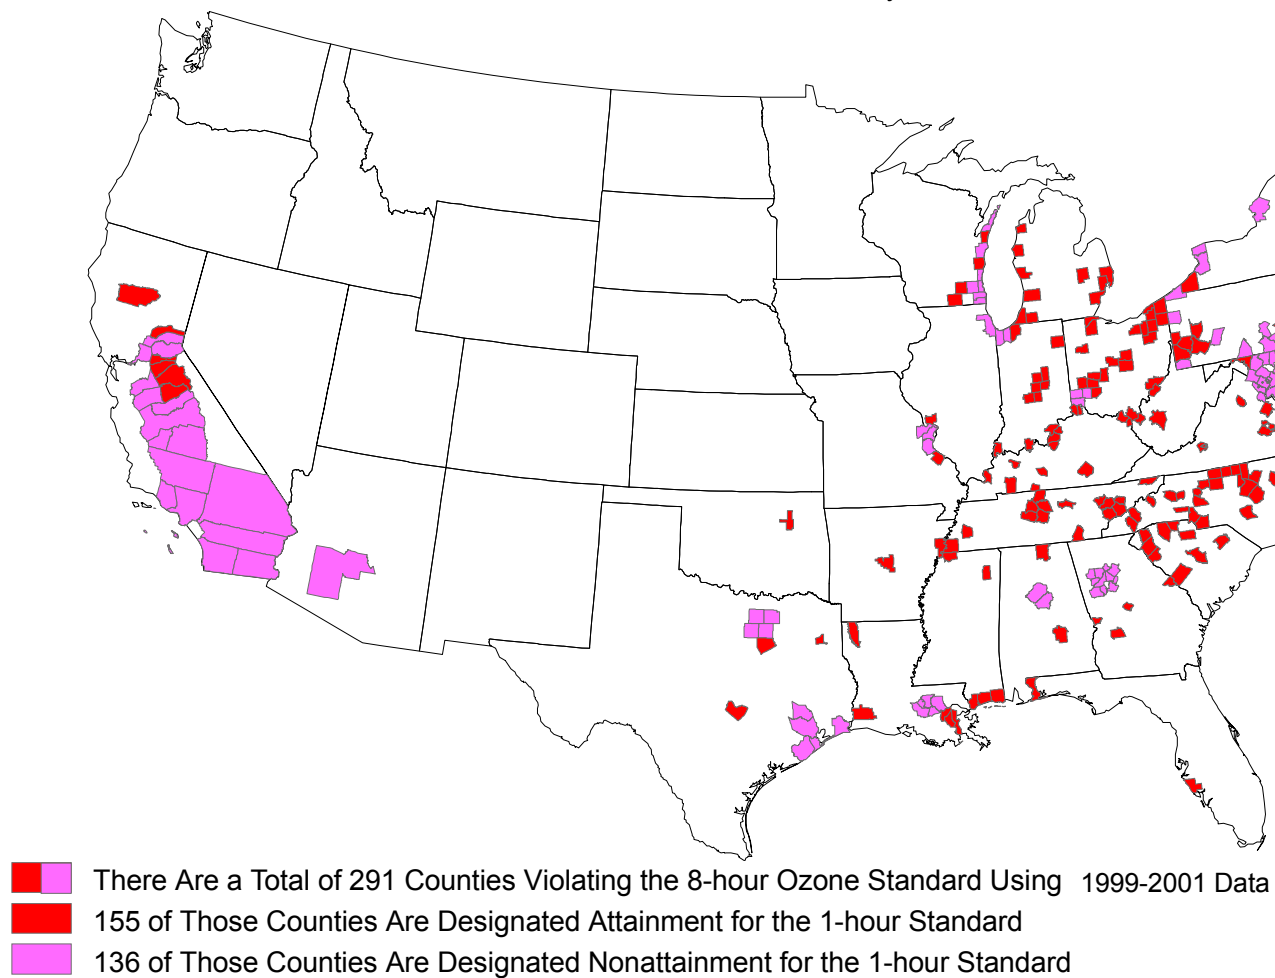 There Are a Total of 291 Counties Violating the 8-hour Ozone Standard Using 1999-2001 Data
155 of Those Counties Are Designated Attainment for the 1-hour Standard
136 of Those Counties Are Designated Nonattainment for the 1-hour Standard